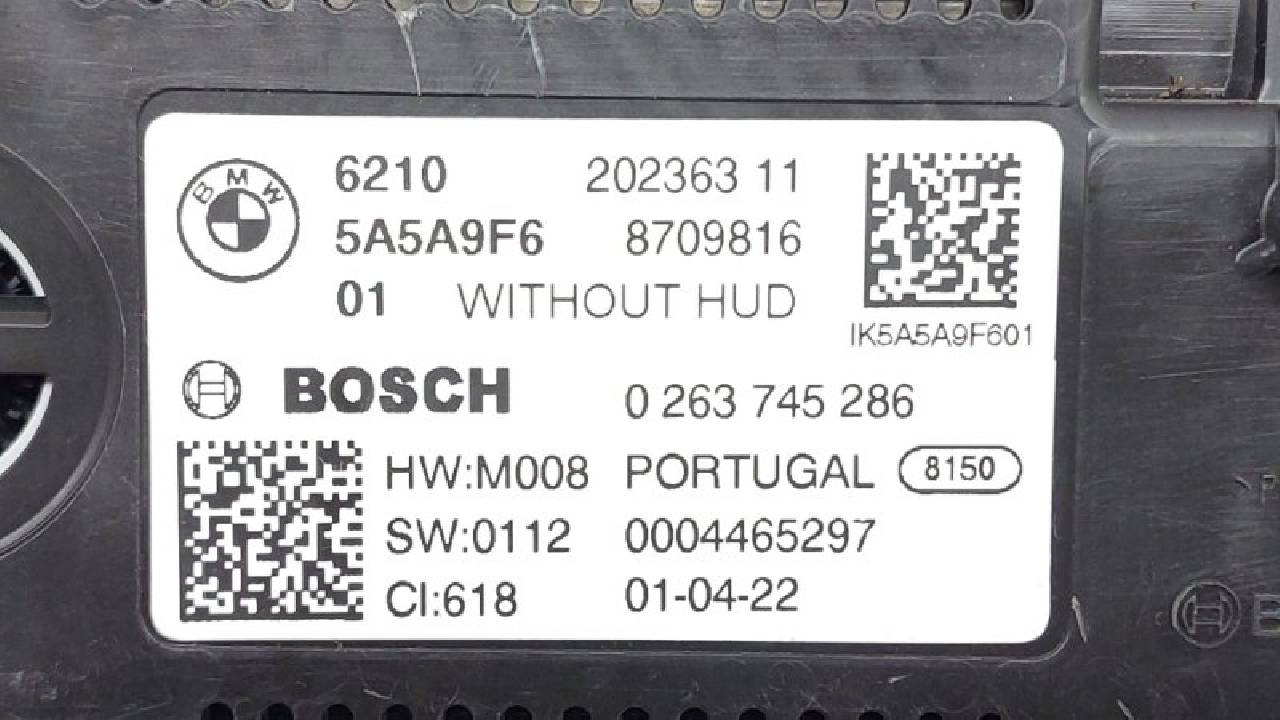 BMW
6210 202363 11
5A5A9F6 8709816
01 WITHOUT HUD
IK5A5A9F601
BOSCH 0 263 745 286
HW:M008 PORTUGAL 8150
SW:0112 0004465297
CI:618 01-04-22